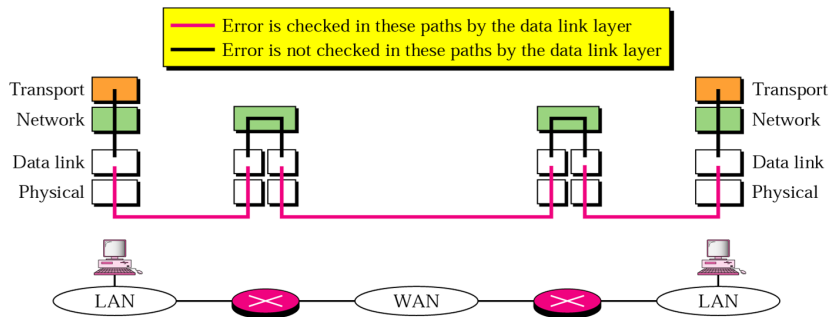 Error is checked in these paths by the data link layer
Error is not checked in these paths by the data link layer
Transport
Transport
Network
Network
Data link
Data link
Physical
Physical
LAN
WAN
LAN